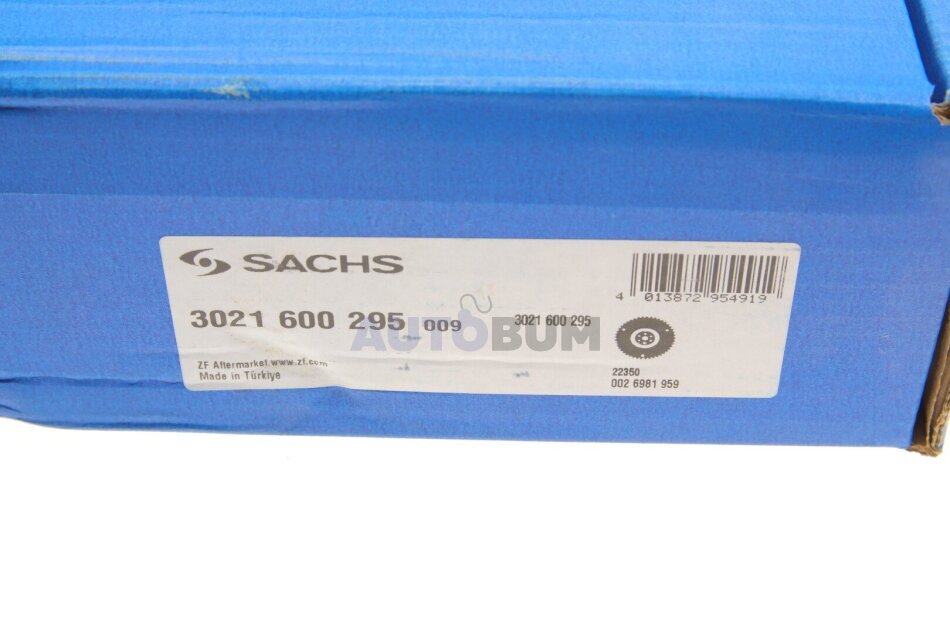 SACHS
4 013872 954919
3021 600 295 009
3021 600 295
AUTOBUM
ZF Aftermarket www.zf.com
Made in Türkiye
22350
002 6981 959